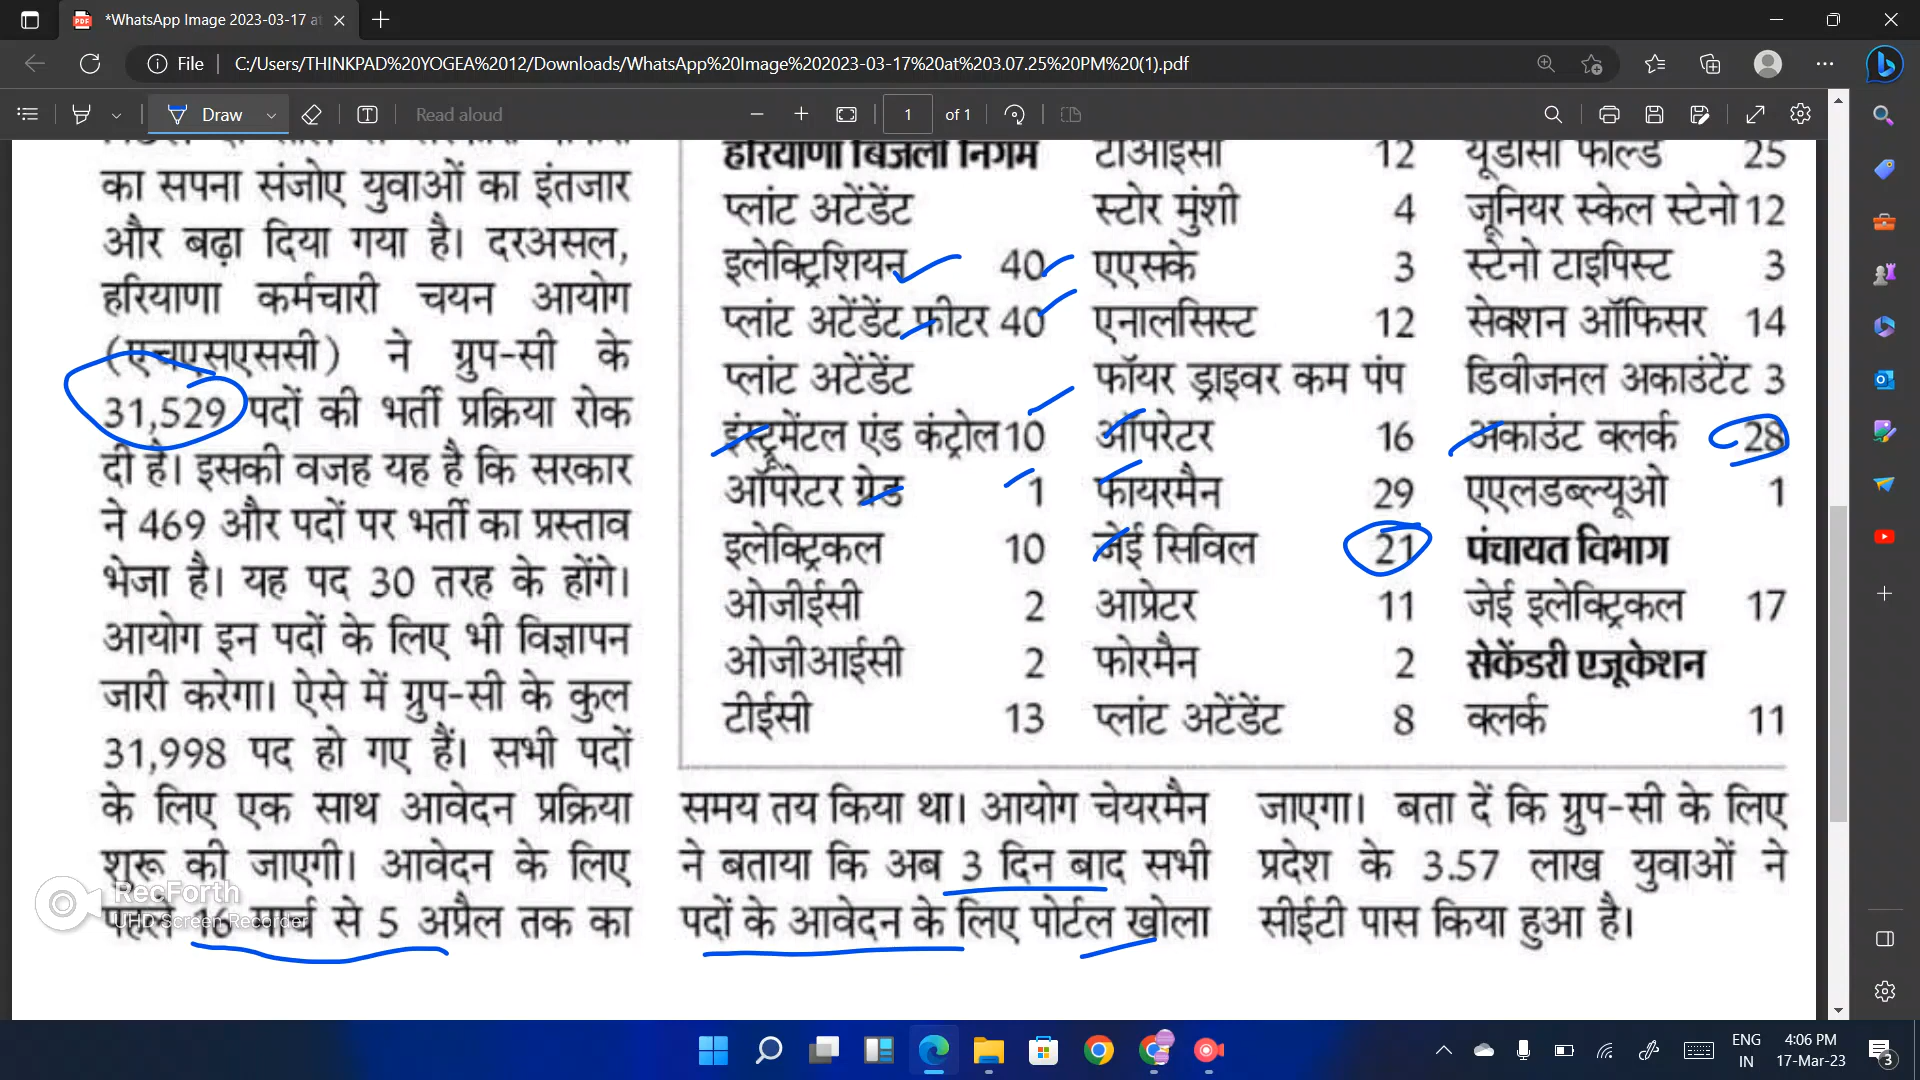 *WhatsApp Image 2023-03-17 at
File
C:/Users/THINKPAD%20YOGEA%2012/Downloads/WhatsApp%20Image%202023-03-17%20at%203.07.25%20PM%20(1).pdf
Draw
Read aloud
1 of 1
का सपना संजोए युवाओं का इंतजार
और बढ़ा दिया गया है। दरअसल,
हरियाणा कर्मचारी चयन आयोग
(एचएसएससी) ने ग्रुप-सी के
31,529 पदों की भर्ती प्रक्रिया रोक
दी है। इसकी वजह यह है कि सरकार
ने 469 और पदों पर भर्ती का प्रस्ताव
भेजा है। यह पद 30 तरह के होंगे।
आयोग इन पदों के लिए भी विज्ञापन
जारी करेगा। ऐसे में ग्रुप-सी के कुल
31,998 पद हो गए हैं। सभी पदों
के लिए एक साथ आवेदन प्रक्रिया
शुरू की जाएगी। आवेदन के लिए
पहले 16 मार्च से 5 अप्रैल तक का
हरियाणा बिजली निगम
प्लांट अटेंडेंट
इलेक्ट्रिशियन 40
प्लांट अटेंडेंट फीटर 40
प्लांट अटेंडेंट
इंस्ट्रूमेंटल एंड कंट्रोल 10
ऑपरेटर ग्रेड 1
इलेक्ट्रिकल 10
ओजीईसी 2
ओजीआईसी 2
टीईसी 13
टीआईसी 12
स्टोर मुंशी 4
एएसके 3
एनालसिस्ट 12
फॉयर ड्राइवर कम पंप
ऑपरेटर 16
फायरमैन 29
जेई सिविल 21
आप्रेटर 11
फोरमैन 2
प्लांट अटेंडेंट 8
यूडीसी फील्ड 25
जूनियर स्केल स्टेनो 12
स्टेनो टाइपिस्ट 3
सेक्शन ऑफिसर 14
डिवीजनल अकाउंटेंट 3
अकाउंट क्लर्क 28
एएलडब्ल्यूओ 1
पंचायत विभाग
जेई इलेक्ट्रिकल 17
सेकेंडरी एजूकेशन
क्लर्क 11
समय तय किया था। आयोग चेयरमैन
ने बताया कि अब 3 दिन बाद सभी
पदों के आवेदन के लिए पोर्टल खोला
जाएगा। बता दें कि ग्रुप-सी के लिए
प्रदेश के 3.57 लाख युवाओं ने
सीईटी पास किया हुआ है।
RecForth
UHD Screen Recorder
ENG
IN
4:06 PM
17-Mar-23
3